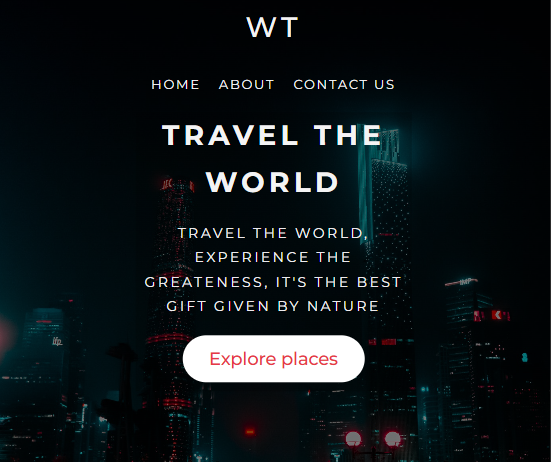 WT
HOME ABOUT CONTACT US
TRAVEL THE
WORLD
TRAVEL THE WORLD,
EXPERIENCE THE
GREATENESS, IT'S THE BEST
GIFT GIVEN BY NATURE
Explore places